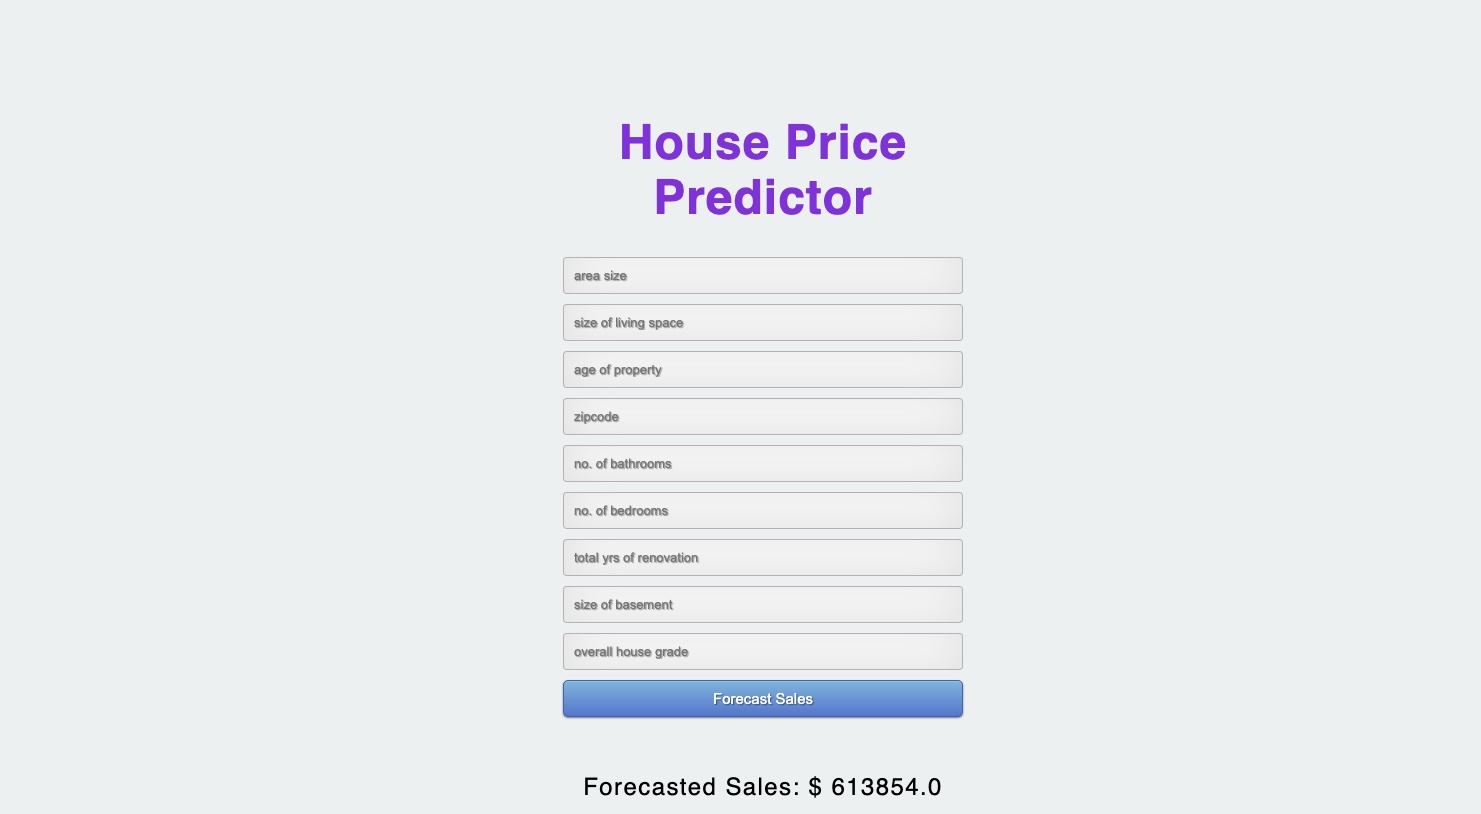 House Price
Predictor
area size
size of living space
age of property
zipcode
no. of bathrooms
no. of bedrooms
total yrs of renovation
size of basement
overall house grade
Forecast Sales
Forecasted Sales: $ 613854.0